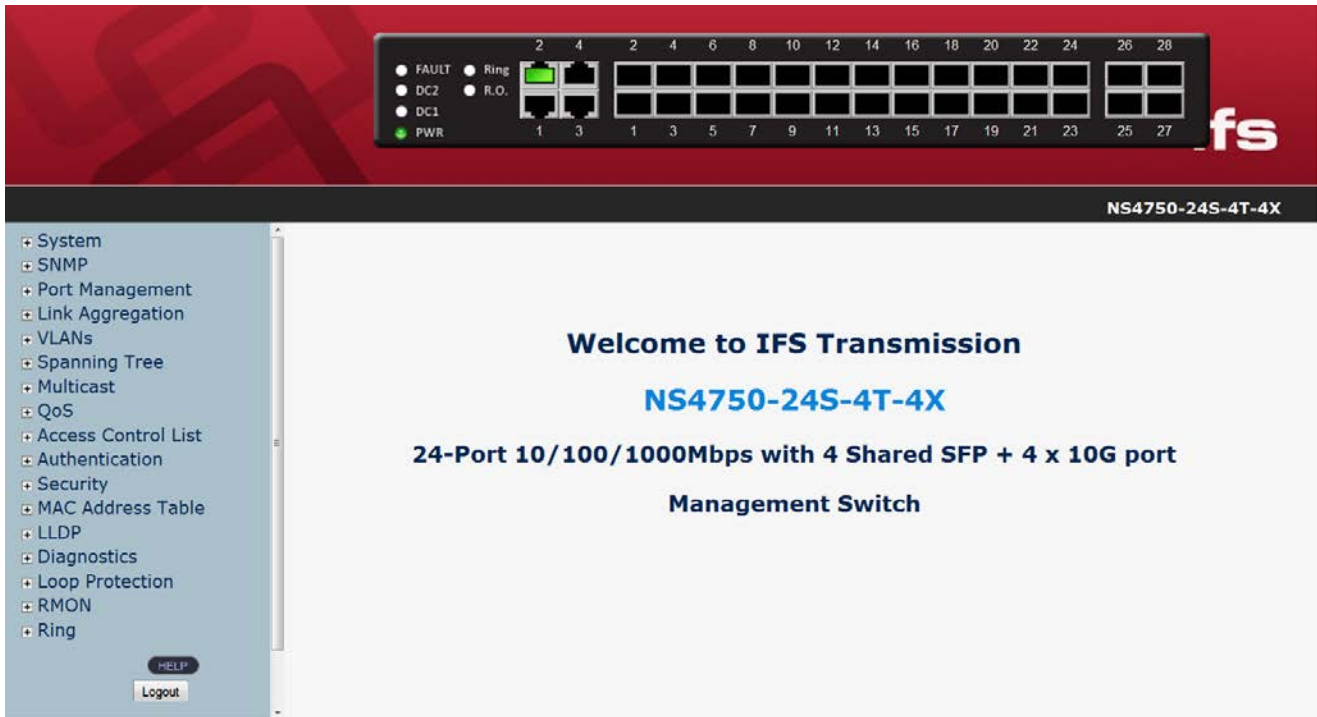 2 4 2 4 6 8 10 12 14 16 18 20 22 24 26 28
FAULT Ring
DC2 R.O.
DC1
PWR
1 3 1 3 5 7 9 11 13 15 17 19 21 23 25 27
ifs
NS4750-24S-4T-4X
System
SNMP
Port Management
Link Aggregation
VLANs
Spanning Tree
Multicast
QoS
Access Control List
Authentication
Security
MAC Address Table
LLDP
Diagnostics
Loop Protection
RMON
Ring
HELP
Logout
Welcome to IFS Transmission
NS4750-24S-4T-4X
24-Port 10/100/1000Mbps with 4 Shared SFP + 4 x 10G port
Management Switch